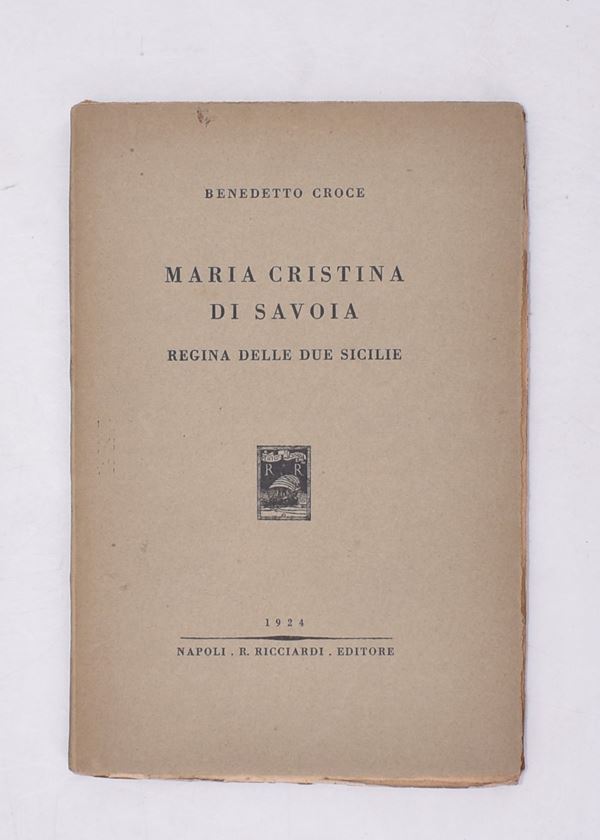 BENEDETTO CROCE
MARIA CRISTINA
DI SAVOIA
REGINA DELLE DUE SICILIE
R R
1924
NAPOLI . R. RICCIARDI . EDITORE